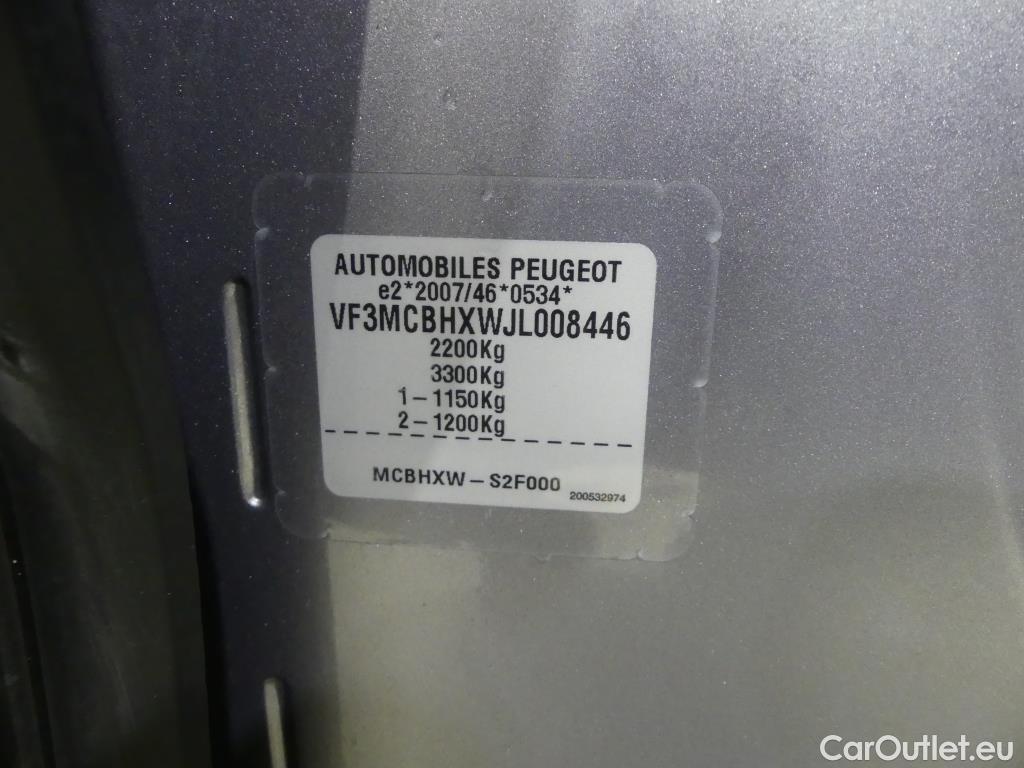 AUTOMOBILES PEUGEOT
e2*2007/46*0534*
VF3MCBHXWJL008446
2200Kg
3300Kg
1-1150Kg
2-1200Kg
MCBHXW-S2F000
200532974
CarOutlet.eu